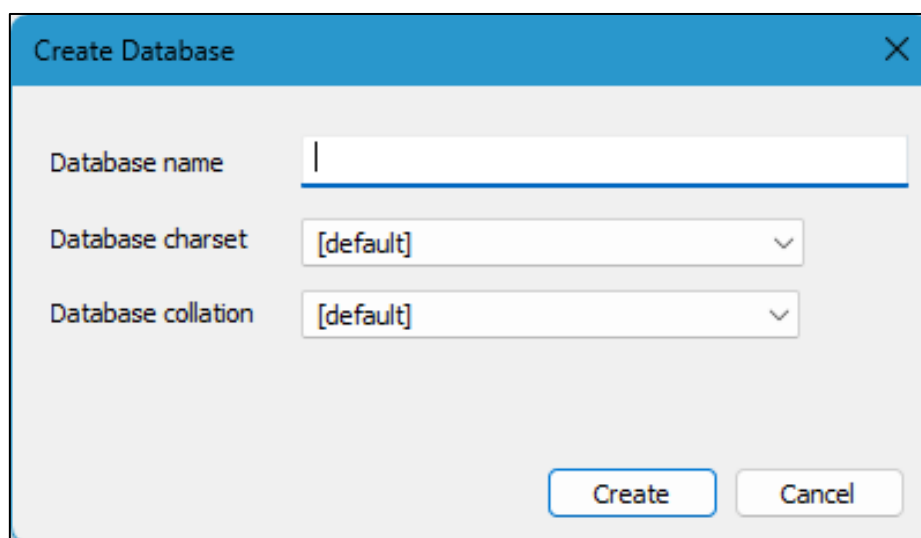 Create Database
Database name
Database charset [default]
Database collation [default]
Create Cancel